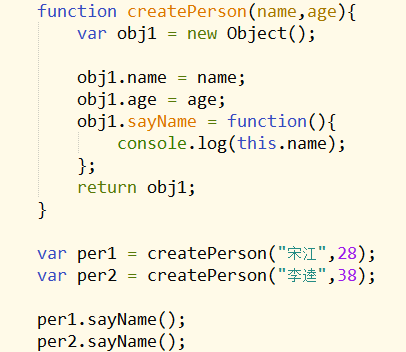 function createPerson(name,age){
var obj1 = new Object();
obj1.name = name;
obj1.age = age;
obj1.sayName = function(){
console.log(this.name);
};
return obj1;
}
var per1 = createPerson("宋江",28);
var per2 = createPerson("李逵",38);
per1.sayName();
per2.sayName();